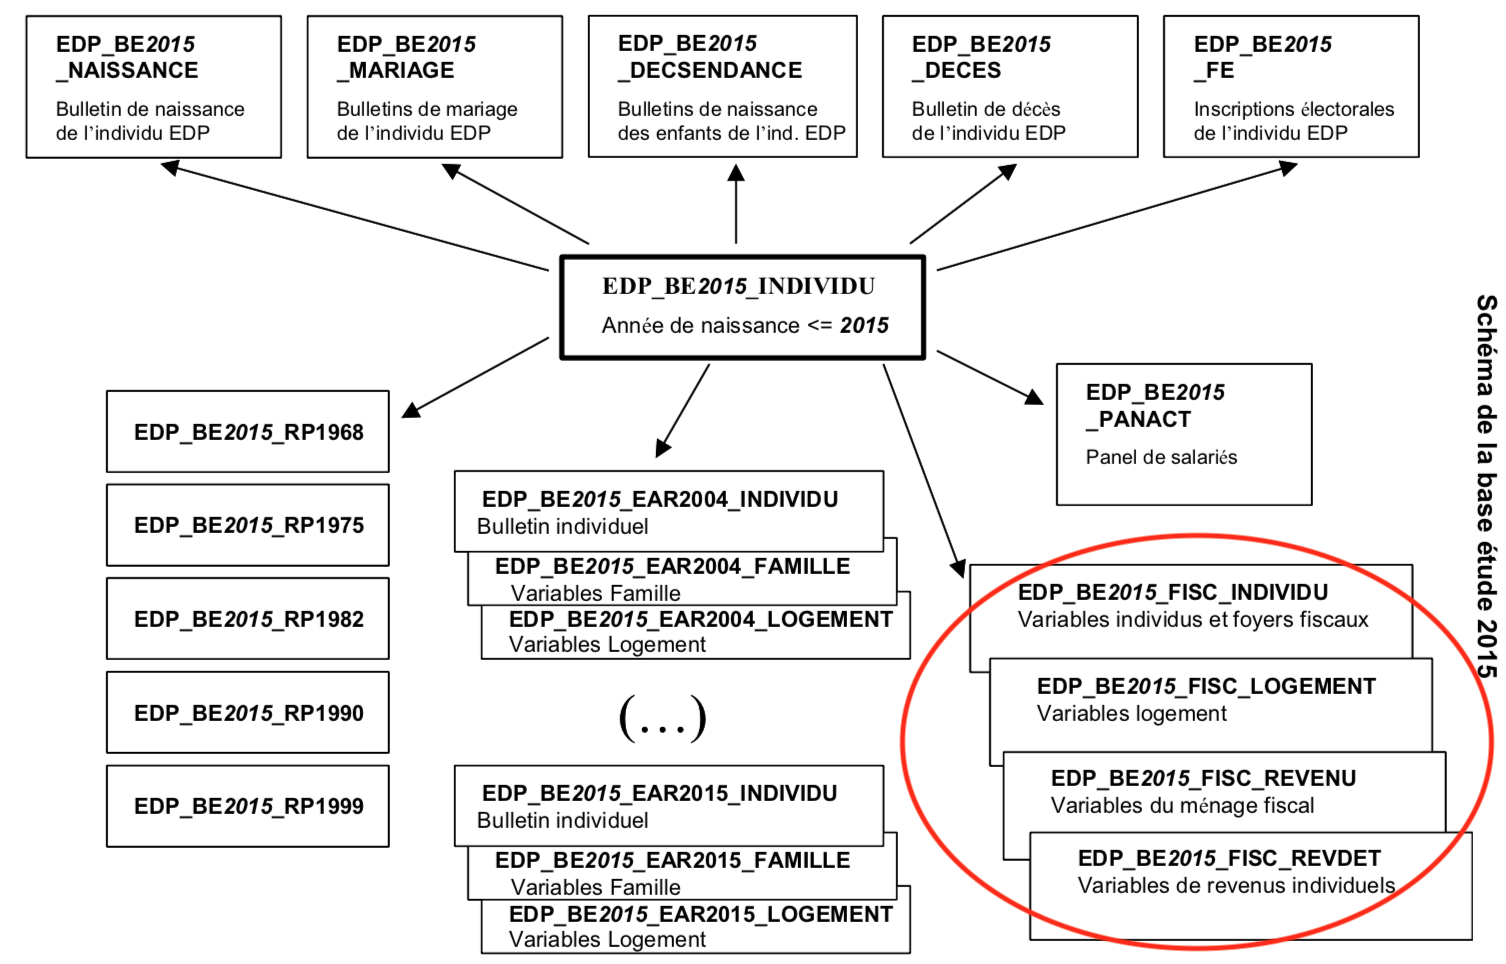 EDP_BE2015
_NAISSANCE
Bulletin de naissance
de l'individu EDP
EDP_BE2015
_MARIAGE
Bulletins de mariage
de l'individu EDP
EDP_BE2015
_DECSENDANCE
Bulletins de naissance
des enfants de l'ind. EDP
EDP_BE2015
_DECES
Bulletin de décès
de l'individu EDP
EDP_BE2015
_FE
Inscriptions électorales
de l'individu EDP
EDP_BE2015_INDIVIDU
Année de naissance <= 2015
EDP_BE2015_RP1968
EDP_BE2015_RP1975
EDP_BE2015_RP1982
EDP_BE2015_RP1990
EDP_BE2015_RP1999
EDP_BE2015_EAR2004_INDIVIDU
Bulletin individuel
EDP_BE2015_EAR2004_FAMILLE
Variables Famille
EDP_BE2015_EAR2004_LOGEMENT
Variables Logement
(…)
EDP_BE2015_EAR2015_INDIVIDU
Bulletin individuel
EDP_BE2015_EAR2015_FAMILLE
Variables Famille
EDP_BE2015_EAR2015_LOGEMENT
Variables Logement
EDP_BE2015
_PANACT
Panel de salariés
EDP_BE2015_FISC_INDIVIDU
Variables individus et foyers fiscaux
EDP_BE2015_FISC_LOGEMENT
Variables logement
EDP_BE2015_FISC_REVENU
Variables du ménage fiscal
EDP_BE2015_FISC_REVDET
Variables de revenus individuels
Schéma de la base étude 2015